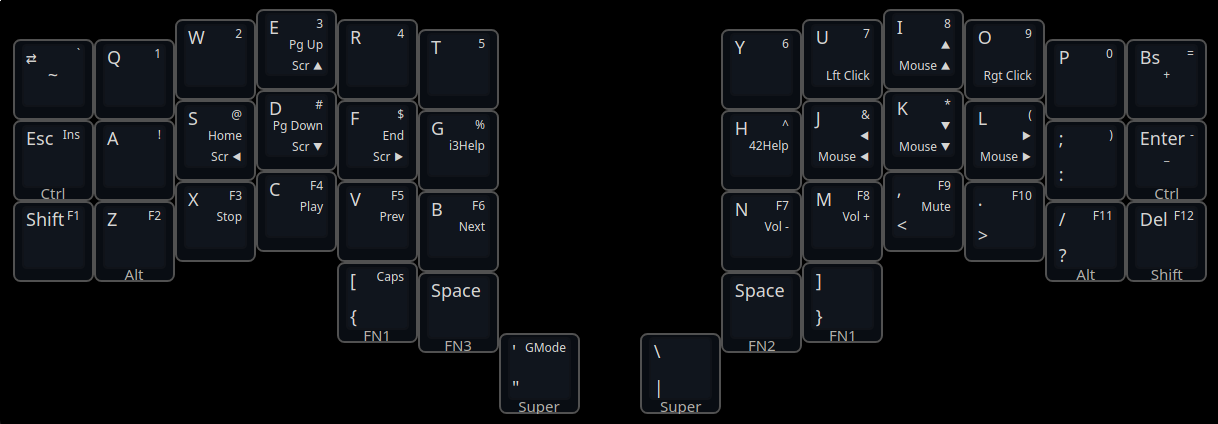 ⇄ `
~
Q 1
W 2
E 3
Pg Up
Scr ▲
R 4
T 5
Y 6
U 7
Lft Click
I 8
▲
Mouse ▲
O 9
Rgt Click
P 0
Bs =
+
Esc Ins
Ctrl
A !
S @
Home
Scr ◀
D #
Pg Down
Scr ▼
F $
End
Scr ▶
G %
i3Help
H ^
42Help
J &
◀
Mouse ◀
K *
▼
Mouse ▼
L (
▶
Mouse ▶
; )
:
Enter -
_
Ctrl
Shift F1
Z F2
Alt
X F3
Stop
C F4
Play
V F5
Prev
B F6
Next
N F7
Vol -
M F8
Vol +
, F9
Mute
<
. F10
>
/ F11
?
Alt
Del F12
Shift
[ Caps
{
FN1
Space
FN3
' GMode
"
Super
\
|
Super
Space
FN2
]
}
FN1